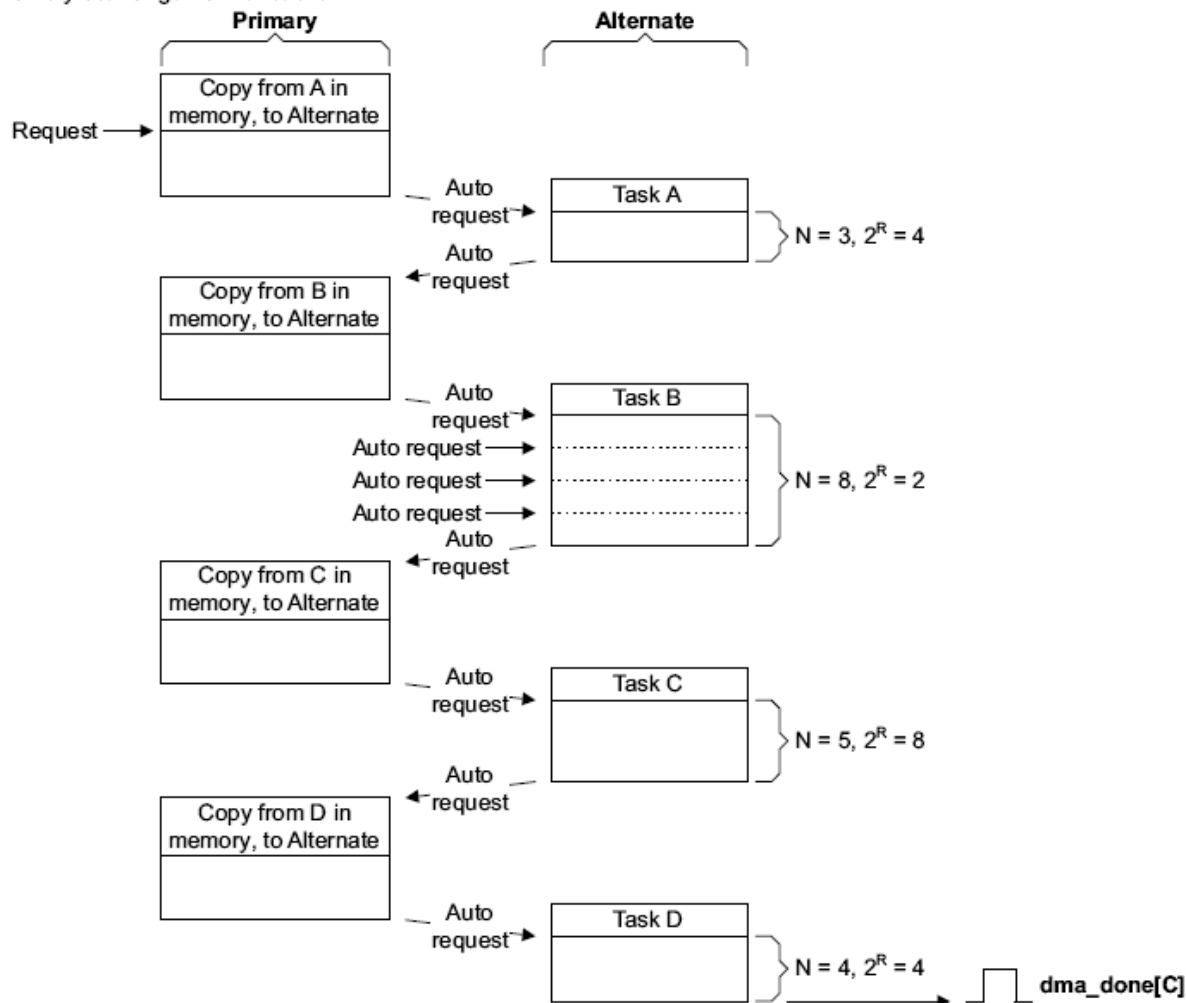 Primary
Alternate
Copy from A in
memory, to Alternate
Request
Auto
request
Task A
N = 3, 2^R = 4
Auto
request
Copy from B in
memory, to Alternate
Auto
request
Task B
Auto request
Auto request
N = 8, 2^R = 2
Auto request
Auto
request
Copy from C in
memory, to Alternate
Auto
request
Task C
N = 5, 2^R = 8
Auto
request
Copy from D in
memory, to Alternate
Auto
request
Task D
N = 4, 2^R = 4
dma_done[C]